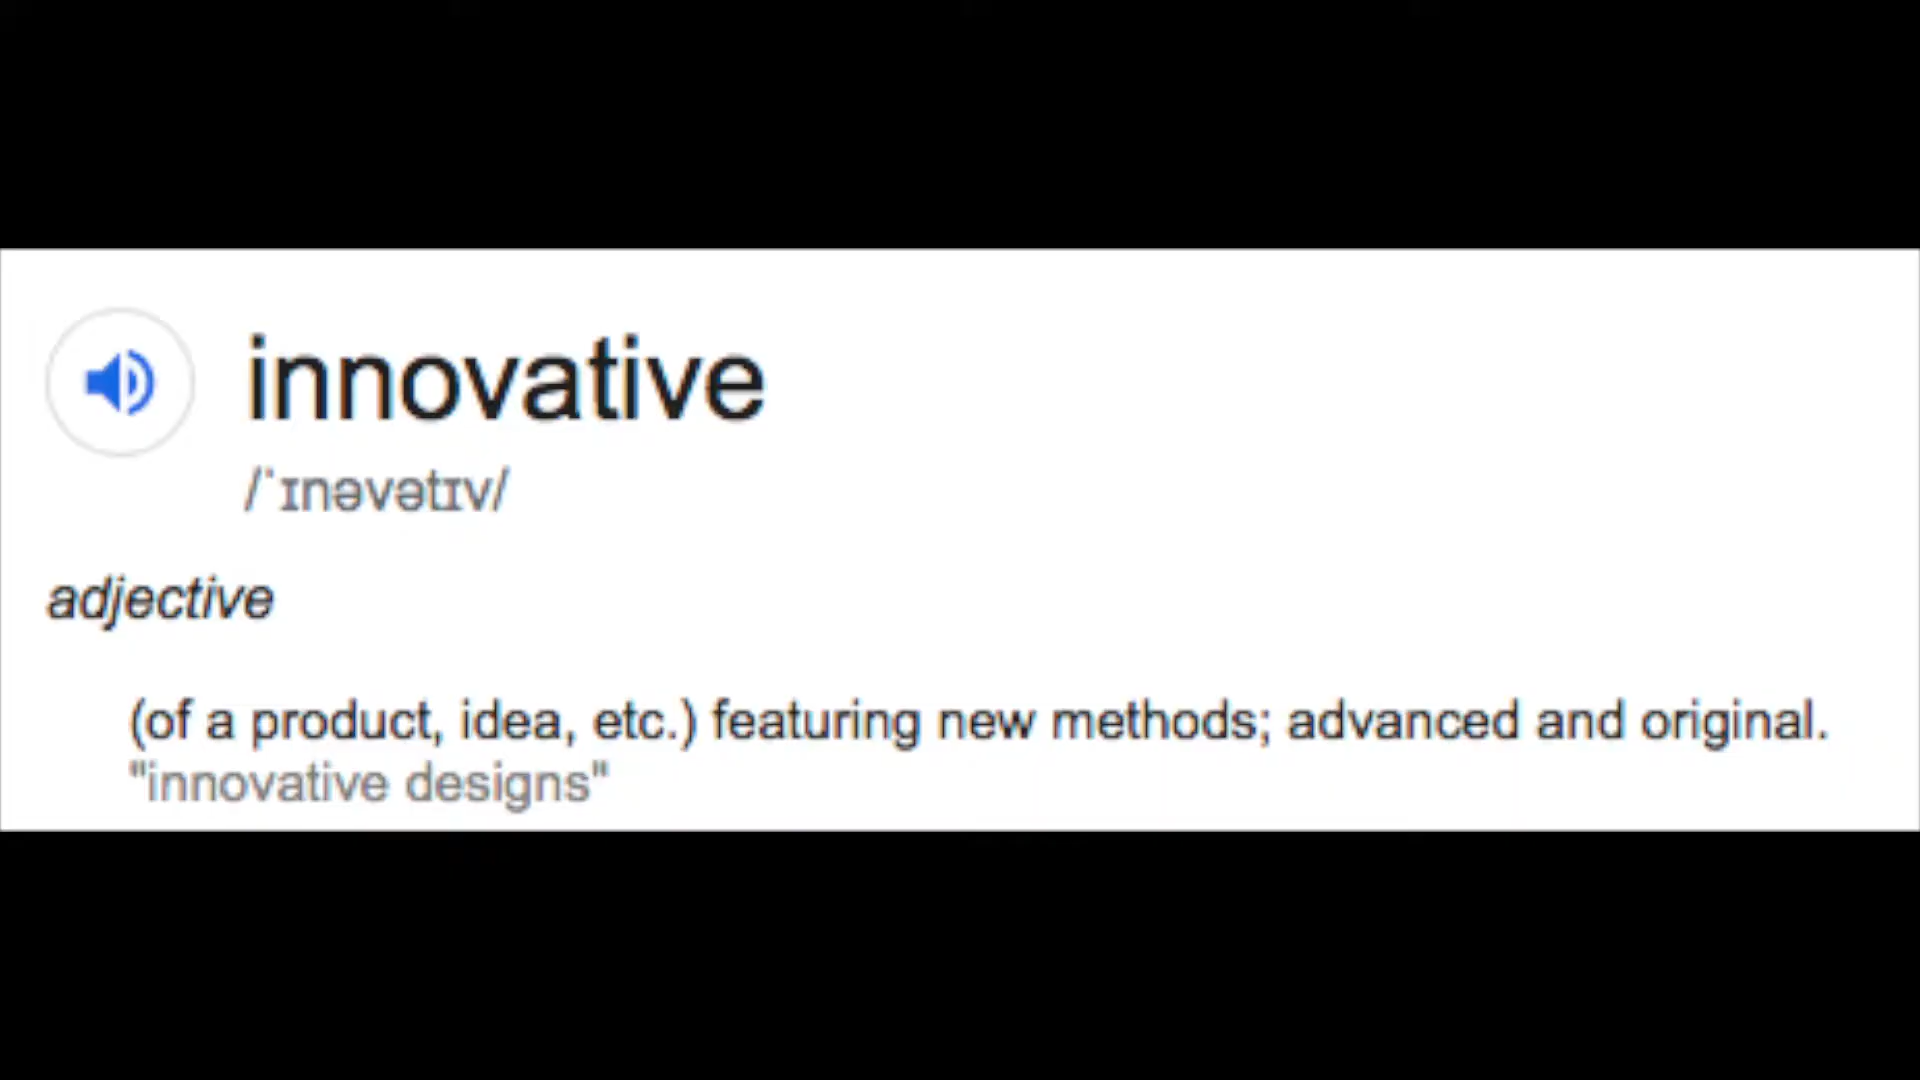 innovative
/ˈɪnəvətɪv/
adjective
(of a product, idea, etc.) featuring new methods; advanced and original.
"innovative designs"